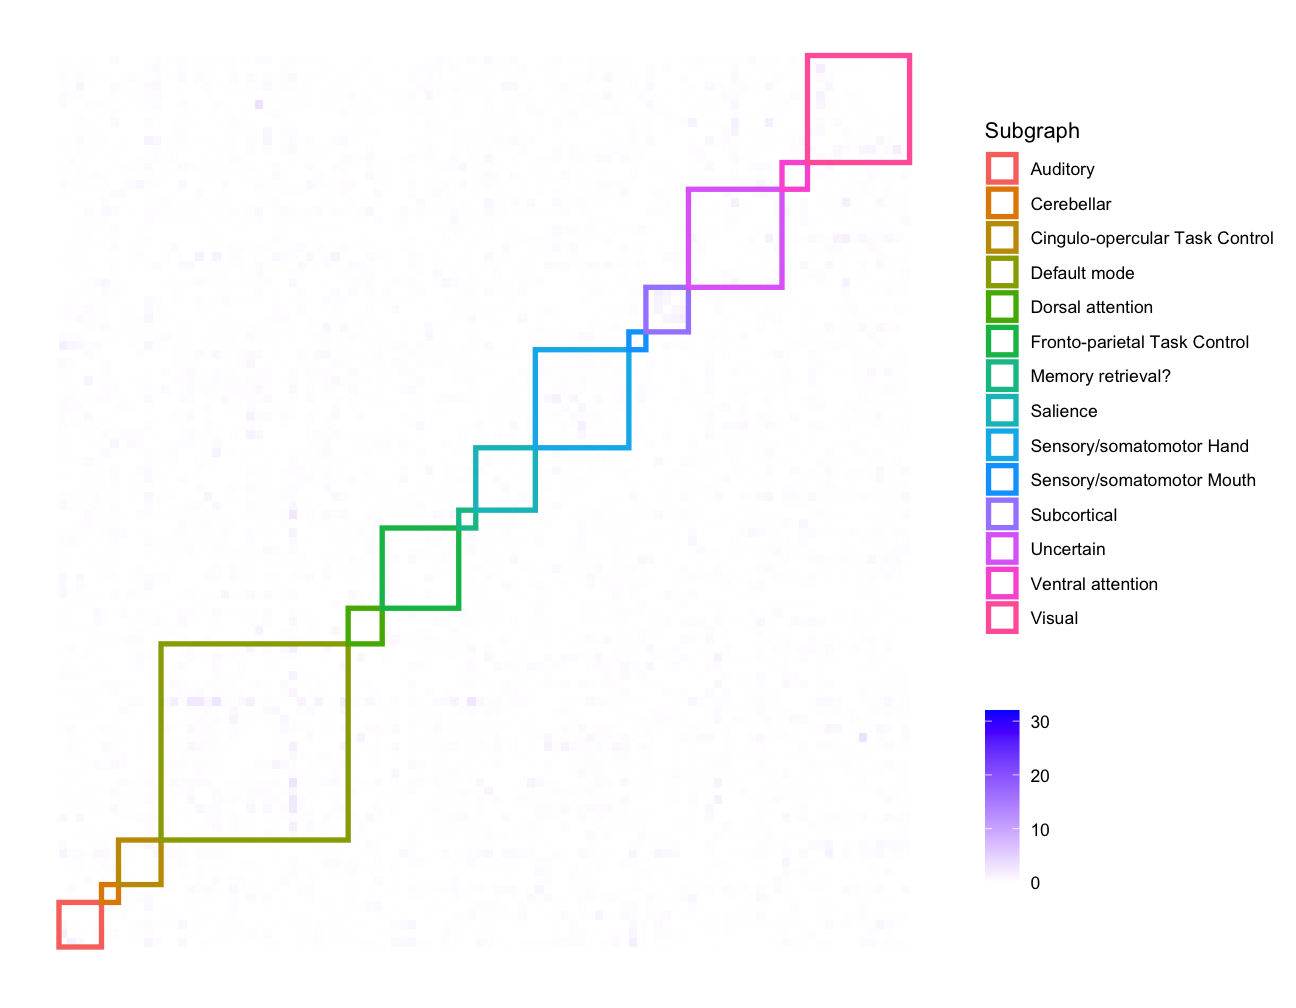 Subgraph
Auditory
Cerebellar
Cingulo-opercular Task Control
Default mode
Dorsal attention
Fronto-parietal Task Control
Memory retrieval?
Salience
Sensory/somatomotor Hand
Sensory/somatomotor Mouth
Subcortical
Uncertain
Ventral attention
Visual
30
20
10
0